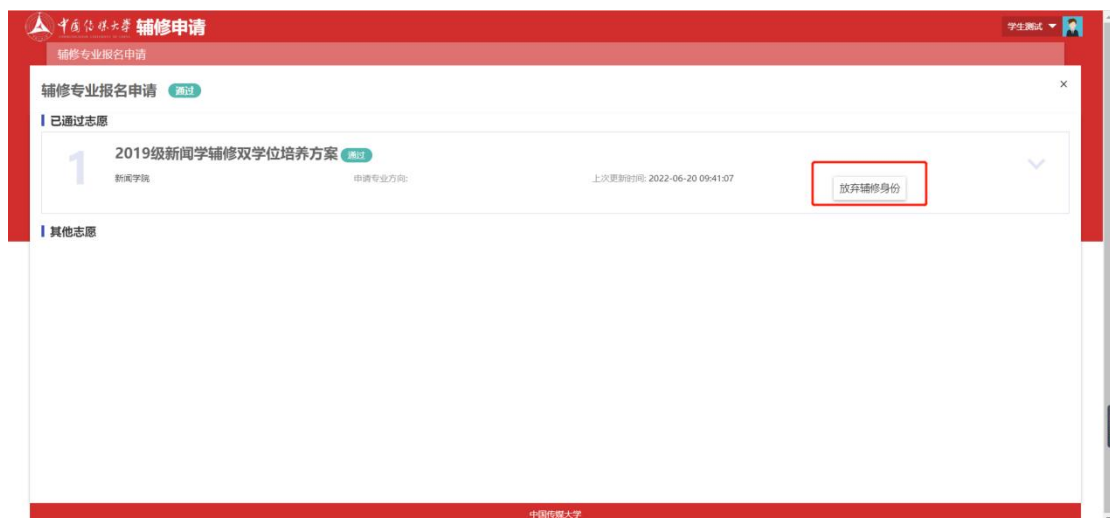 中国传媒大学 辅修申请
学生测试
辅修专业报名申请
辅修专业报名申请 通过
×
已通过志愿
1
2019级新闻学辅修双学位培养方案 通过
新闻学院 申请专业方向: 上次更新时间: 2022-06-20 09:41:07 放弃辅修身份
其他志愿
中国传媒大学